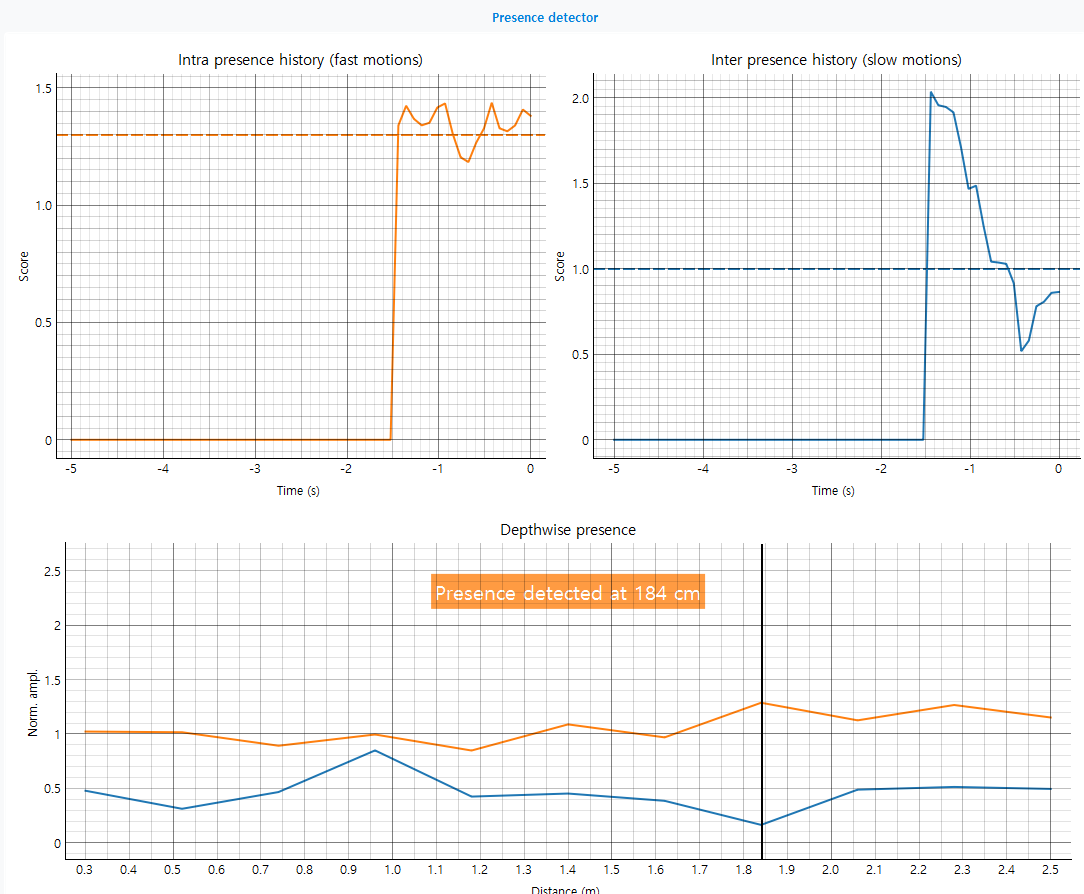 Presence detector
Intra presence history (fast motions)
1.5
1.0
0.5
0
Score
-5 -4 -3 -2 -1 0
Time (s)
Inter presence history (slow motions)
2.0
1.5
1.0
0.5
0
Score
-5 -4 -3 -2 -1 0
Time (s)
Depthwise presence
Presence detected at 184 cm
2.5
2
1.5
1
0.5
0
Norm. ampl.
0.3 0.4 0.5 0.6 0.7 0.8 0.9 1.0 1.1 1.2 1.3 1.4 1.5 1.6 1.7 1.8 1.9 2.0 2.1 2.2 2.3 2.4 2.5
Distance (m)